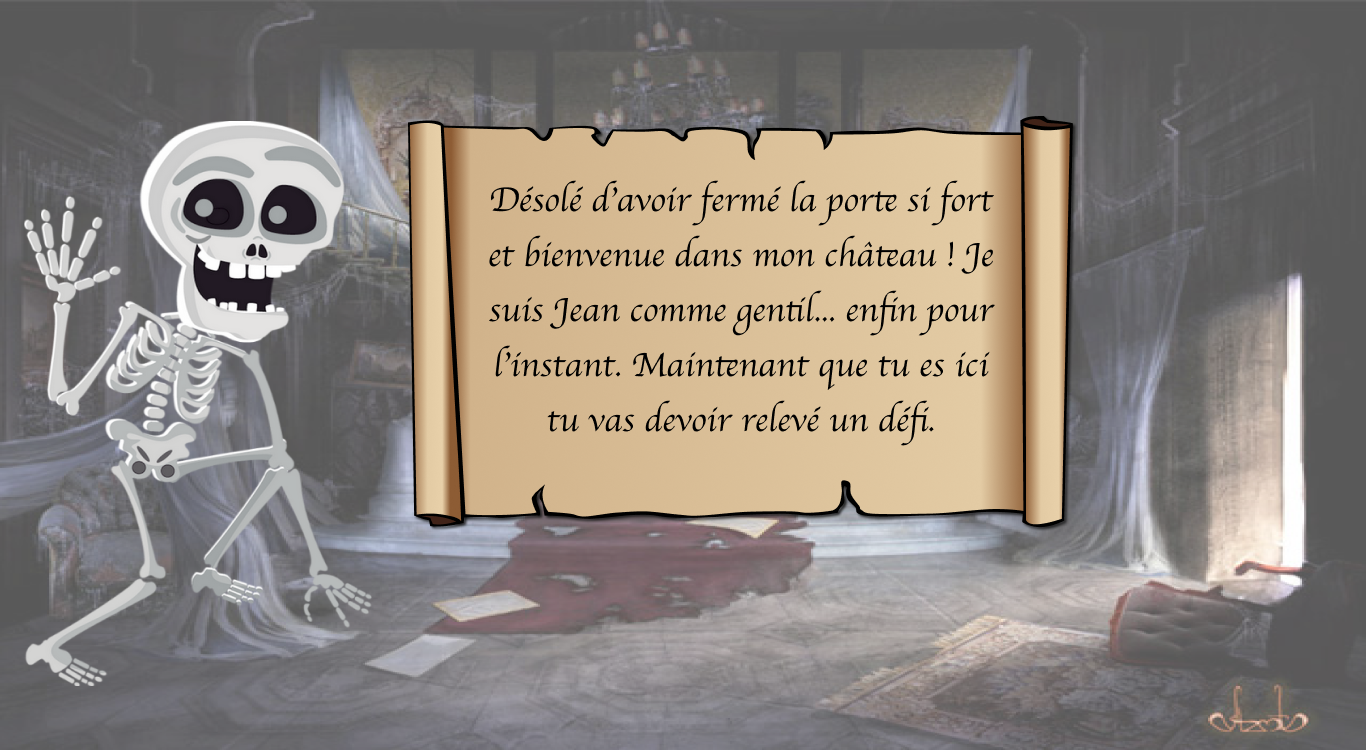 Désolé d'avoir fermé la porte si fort
et bienvenue dans mon château ! Je
suis Jean comme gentil... enfin pour
l'instant. Maintenant que tu es ici
tu vas devoir relevé un défi.